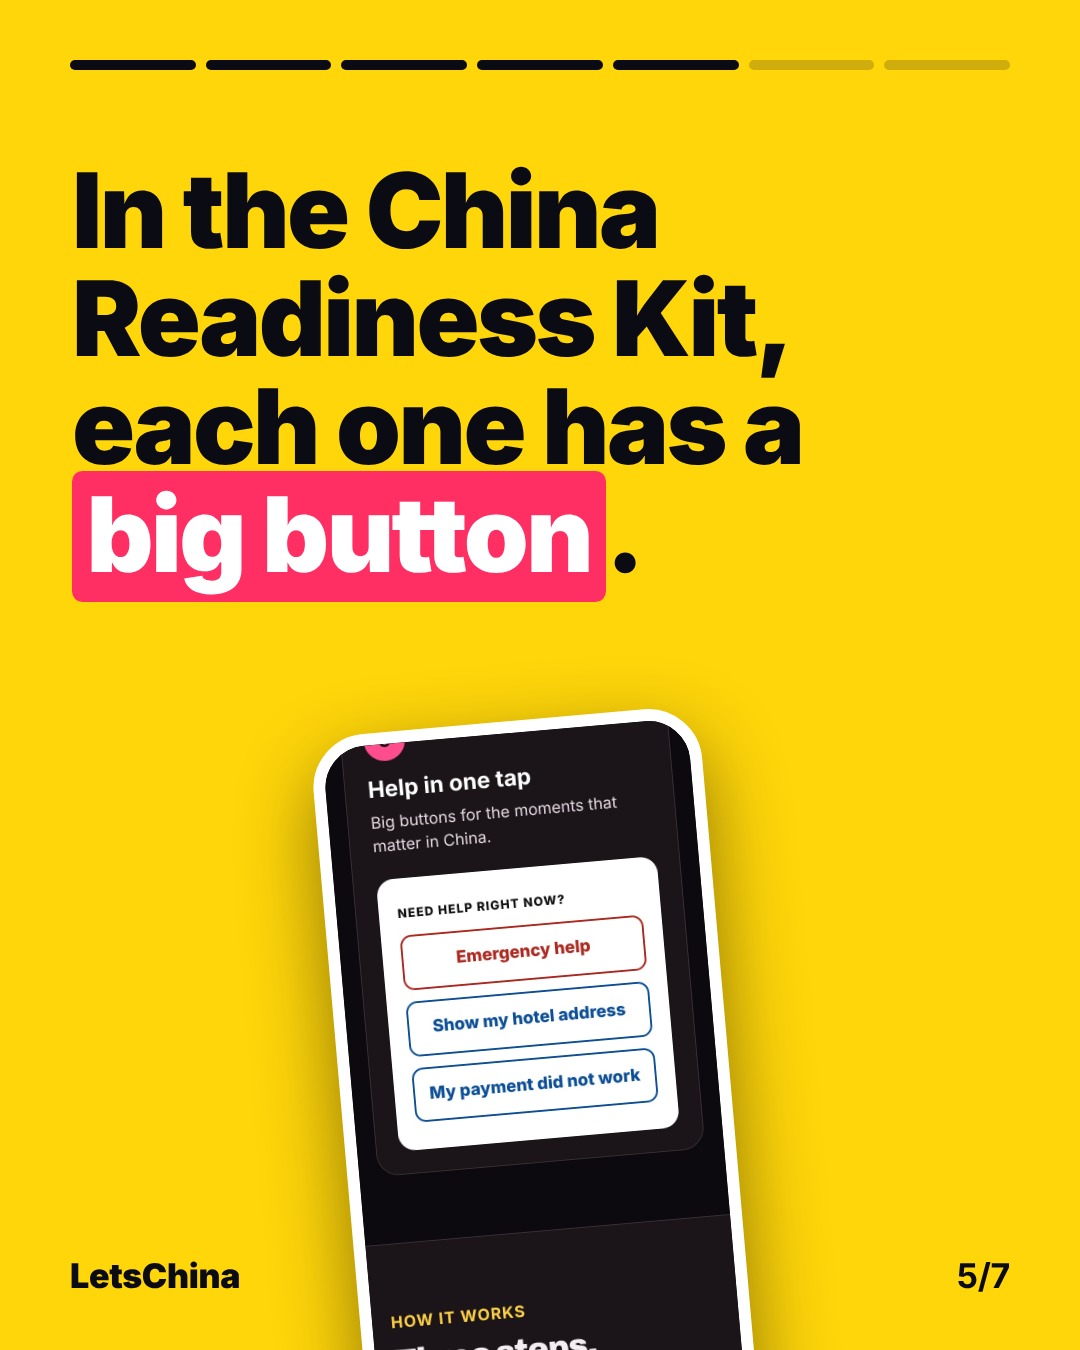 In the China
Readiness Kit,
each one has a
big button.
Help in one tap
Big buttons for the moments that
matter in China.
NEED HELP RIGHT NOW?
Emergency help
Show my hotel address
My payment did not work
HOW IT WORKS
Three steps.
LetsChina
5/7